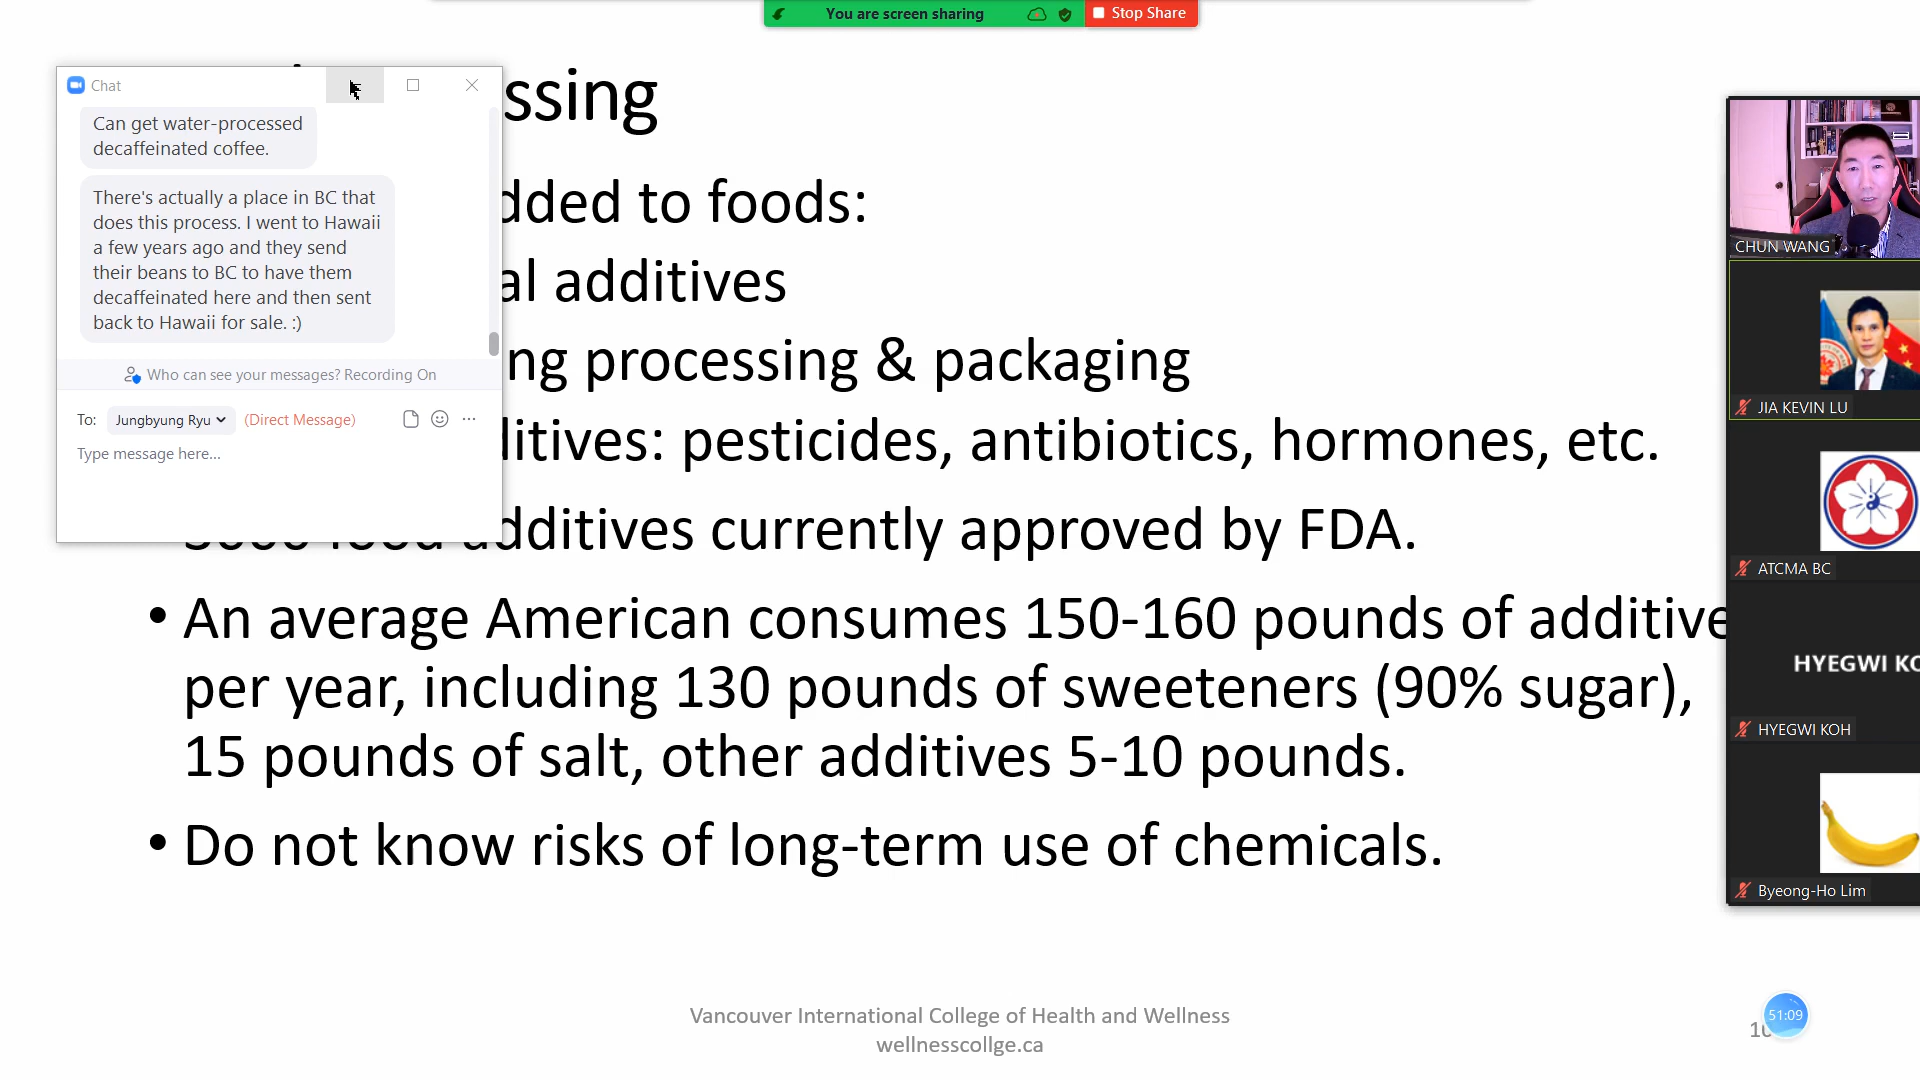 You are screen sharing
Stop Share
Chat
Can get water-processed
decaffeinated coffee.
There's actually a place in BC that
does this process. I went to Hawaii
a few years ago and they send
their beans to BC to have them
decaffeinated here and then sent
back to Hawaii for sale. :)
Who can see your messages? Recording On
To: Jungbyung Ryu (Direct Message)
Type message here...
ssing
dded to foods:
al additives
ng processing & packaging
ditives: pesticides, antibiotics, hormones, etc.
food additives currently approved by FDA.
• An average American consumes 150-160 pounds of additive
per year, including 130 pounds of sweeteners (90% sugar),
15 pounds of salt, other additives 5-10 pounds.
• Do not know risks of long-term use of chemicals.
Vancouver International College of Health and Wellness
wellnesscollge.ca
51:09
CHUN WANG
JIA KEVIN LU
ATCMA BC
HYEGWI KO
HYEGWI KOH
Byeong-Ho Lim